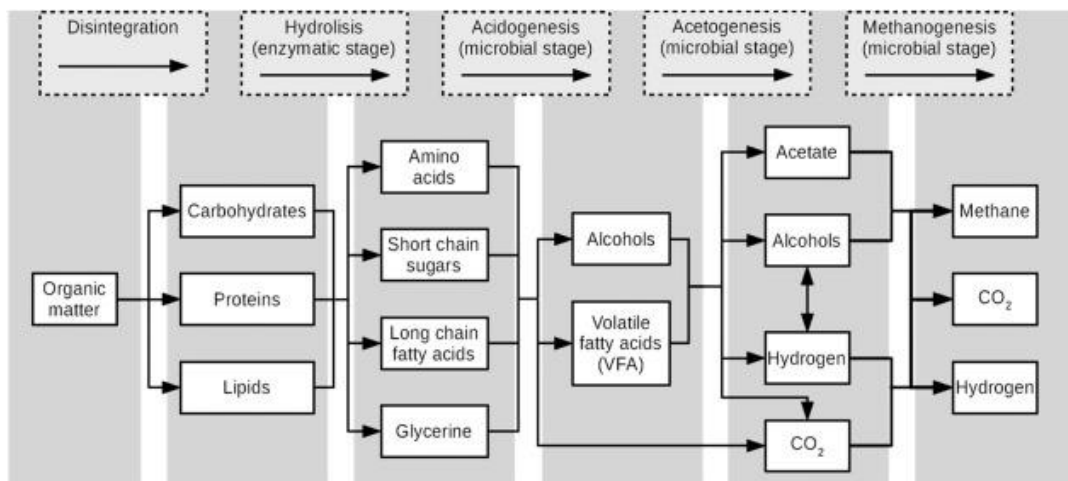 Disintegration
Hydrolisis
(enzymatic stage)
Acidogenesis
(microbial stage)
Acetogenesis
(microbial stage)
Methanogenesis
(microbial stage)
Organic
matter
Carbohydrates
Proteins
Lipids
Amino
acids
Short chain
sugars
Long chain
fatty acids
Glycerine
Alcohols
Volatile
fatty acids
(VFA)
Acetate
Alcohols
Hydrogen
CO₂
Methane
CO₂
Hydrogen